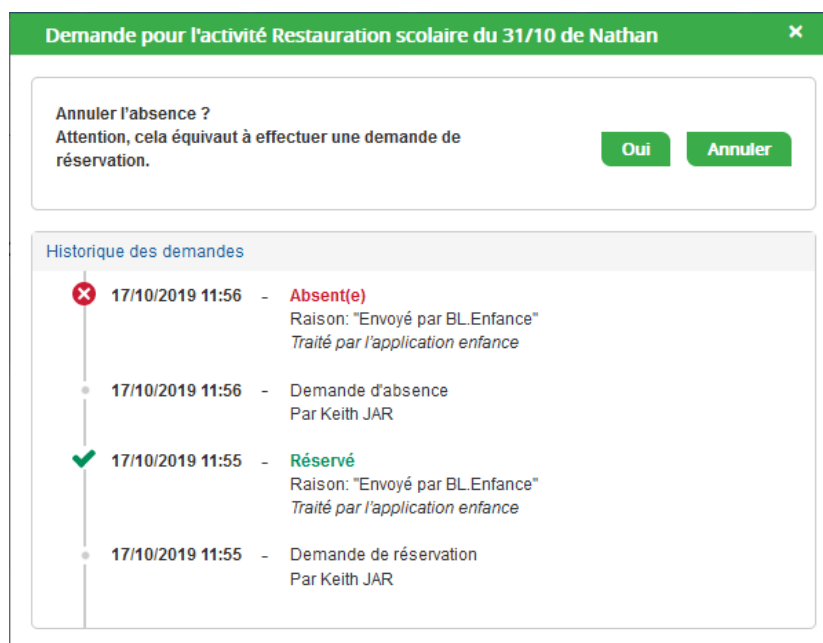 Demande pour l'activité Restauration scolaire du 31/10 de Nathan ×
Annuler l'absence ?
Attention, cela équivaut à effectuer une demande de
réservation.
Oui Annuler
Historique des demandes
17/10/2019 11:56 - Absent(e)
Raison: "Envoyé par BL.Enfance"
Traité par l'application enfance
17/10/2019 11:56 - Demande d'absence
Par Keith JAR
17/10/2019 11:55 - Réservé
Raison: "Envoyé par BL.Enfance"
Traité par l'application enfance
17/10/2019 11:55 - Demande de réservation
Par Keith JAR